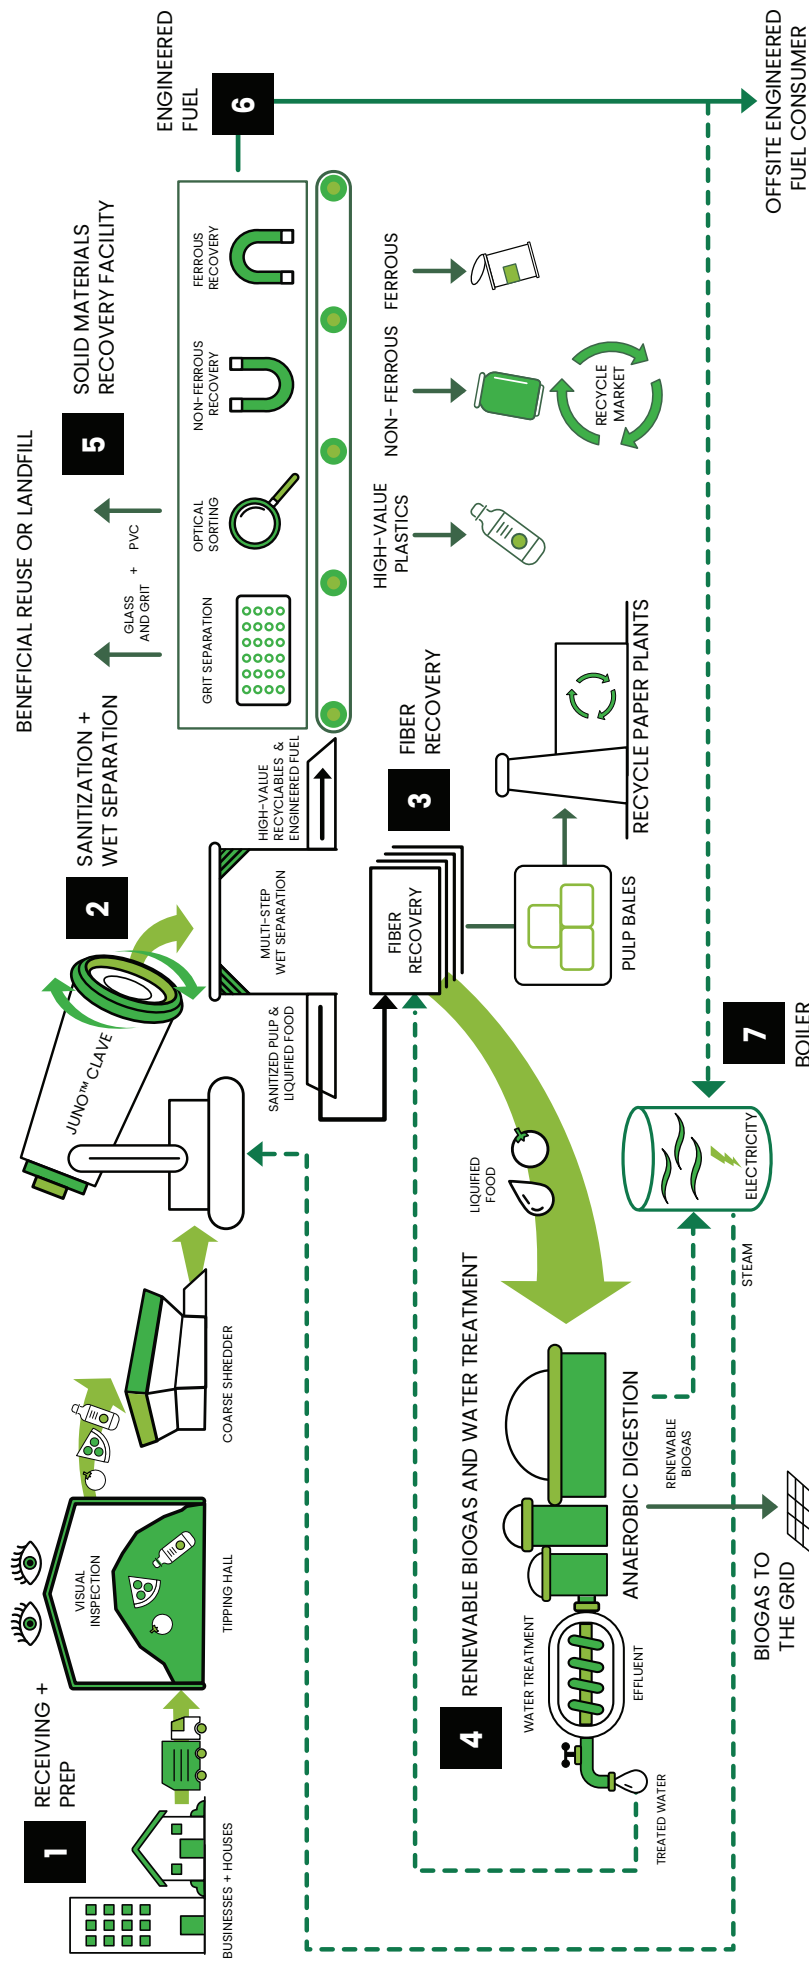 1
RECEIVING +
PREP
BUSINESSES + HOUSES
VISUAL
INSPECTION
TIPPING HALL
COARSE SHREDDER
2
SANITIZATION +
WET SEPARATION
JUNO™ CLAVE
MULTI-STEP
WET SEPARATION
SANITIZED PULP &
LIQUIFIED FOOD
HIGH-VALUE
RECYCLABLES &
ENGINEERED FUEL
BENEFICIAL REUSE OR LANDFILL
GLASS
AND GRIT
+
PVC
5
SOLID MATERIALS
RECOVERY FACILITY
GRIT SEPARATION
OPTICAL
SORTING
NON-FERROUS
RECOVERY
FERROUS
RECOVERY
6
ENGINEERED
FUEL
HIGH-VALUE
PLASTICS
NON- FERROUS
FERROUS
RECYCLE
MARKET
3
FIBER
RECOVERY
FIBER
RECOVERY
PULP BALES
RECYCLE PAPER PLANTS
LIQUIFIED
FOOD
4
RENEWABLE BIOGAS AND WATER TREATMENT
WATER TREATMENT
EFFLUENT
TREATED WATER
ANAEROBIC DIGESTION
RENEWABLE
BIOGAS
BIOGAS TO
THE GRID
STEAM
ELECTRICITY
7
BOILER
OFFSITE ENGINEERED
FUEL CONSUMER